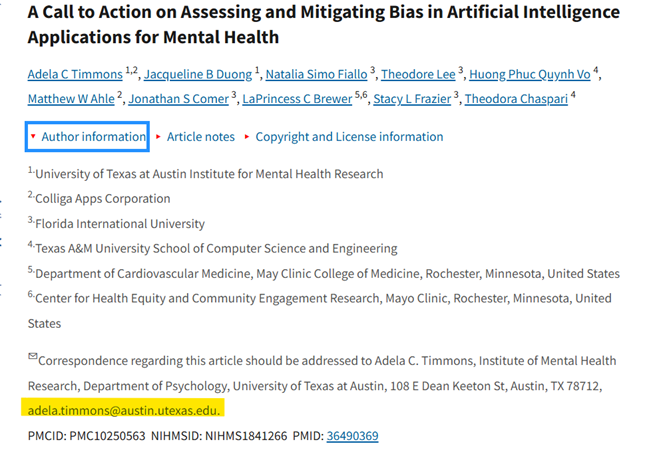 A Call to Action on Assessing and Mitigating Bias in Artificial Intelligence
Applications for Mental Health
Adela C Timmons 1,2, Jacqueline B Duong 1, Natalia Simo Fiallo 3, Theodore Lee 3, Huong Phuc Quynh Vo 4,
Matthew W Ahle 2, Jonathan S Comer 3, LaPrincess C Brewer 5,6, Stacy L Frazier 3, Theodora Chaspari 4
Author information Article notes Copyright and License information
1.University of Texas at Austin Institute for Mental Health Research
2.Colliga Apps Corporation
3.Florida International University
4.Texas A&M University School of Computer Science and Engineering
5.Department of Cardiovascular Medicine, May Clinic College of Medicine, Rochester, Minnesota, United States
6.Center for Health Equity and Community Engagement Research, Mayo Clinic, Rochester, Minnesota, United
States
Correspondence regarding this article should be addressed to Adela C. Timmons, Institute of Mental Health
Research, Department of Psychology, University of Texas at Austin, 108 E Dean Keeton St, Austin, TX 78712,
adela.timmons@austin.utexas.edu.
PMCID: PMC10250563 NIHMSID: NIHMS1841266 PMID: 36490369